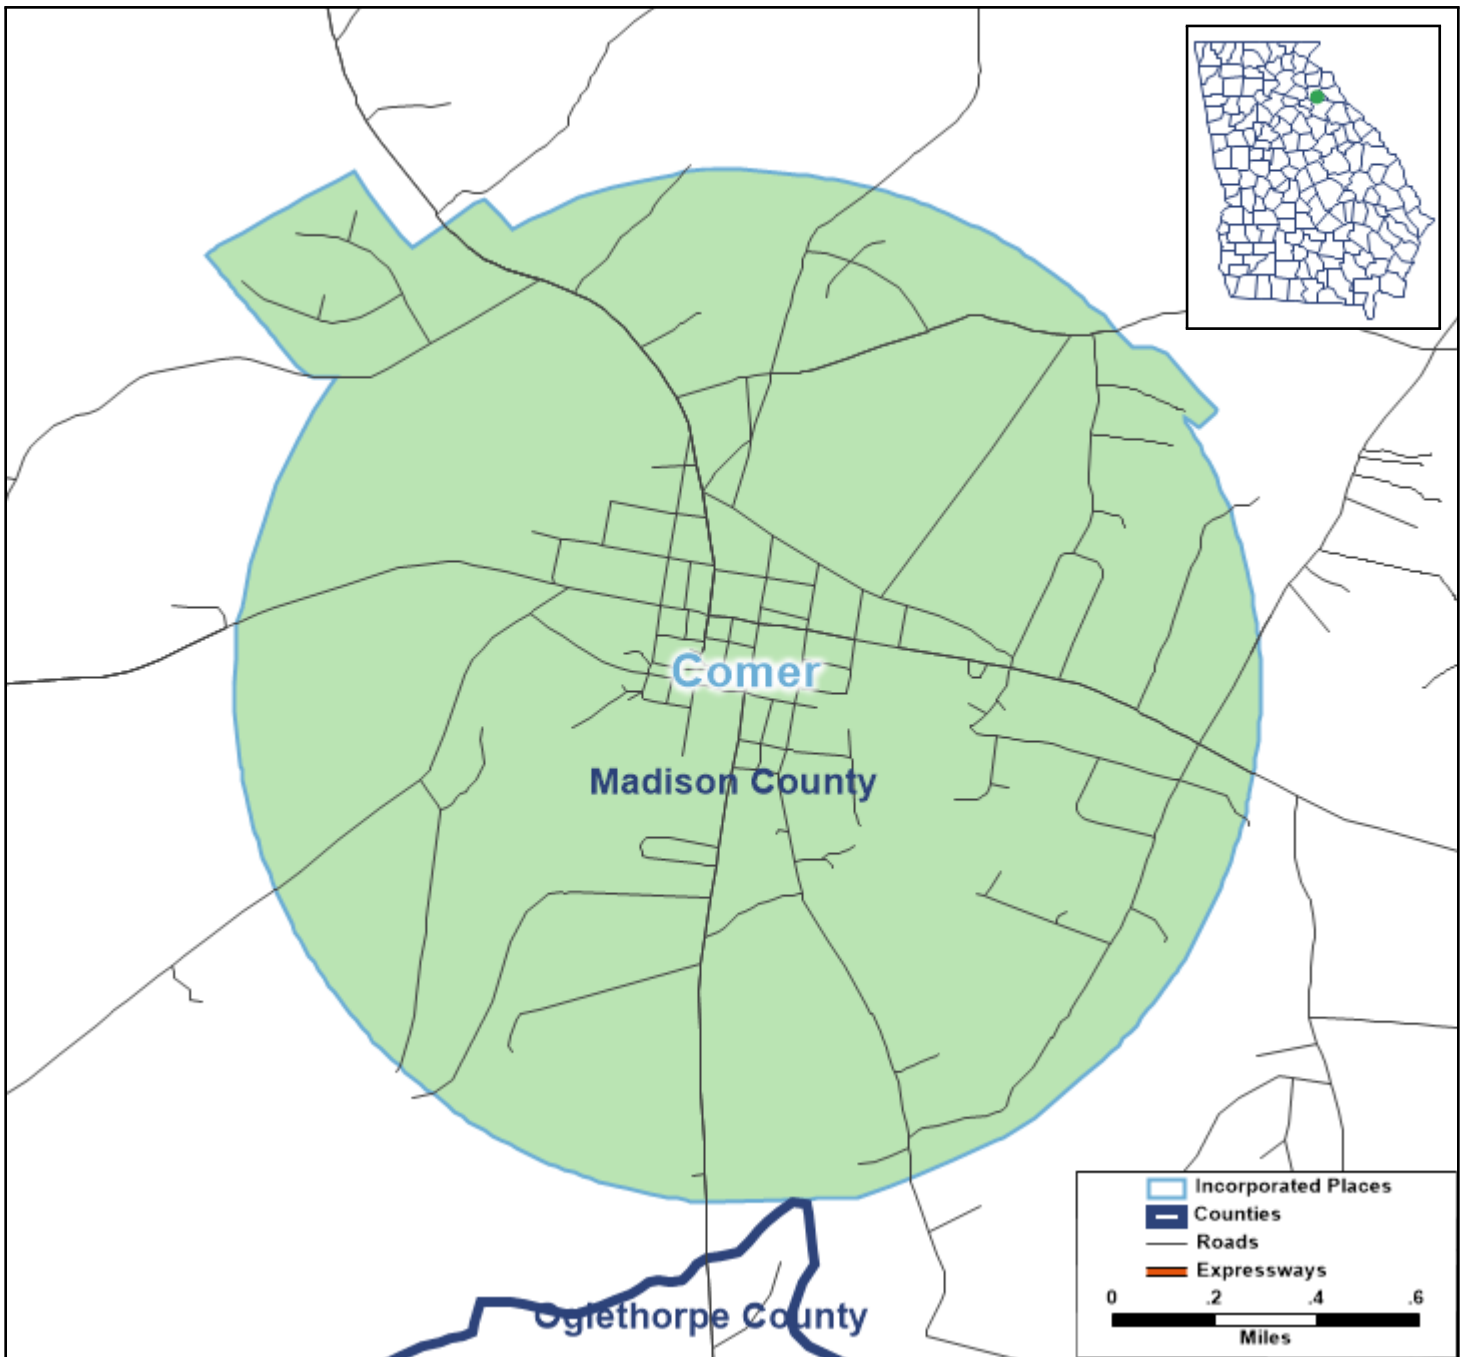 Comer
Madison County
Oglethorpe County
Incorporated Places
Counties
Roads
Expressways
0 .2 .4 .6
Miles